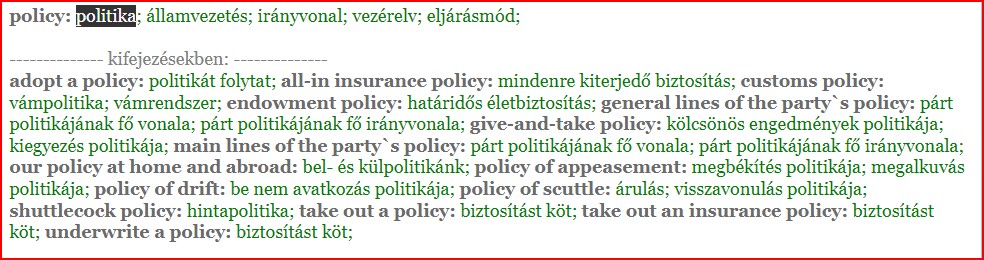 policy: politika; államvezetés; irányvonal; vezérelv; eljárásmód;
-------------- kifejezésekben: --------------
adopt a policy: politikát folytat; all-in insurance policy: mindenre kiterjedő biztosítás; customs policy:
vámpolitika; vámrendszer; endowment policy: határidős életbiztosítás; general lines of the party`s policy: párt
politikájának fő vonala; párt politikájának fő irányvonala; give-and-take policy: kölcsönös engedmények politikája;
kiegyezés politikája; main lines of the party`s policy: párt politikájának fő vonala; párt politikájának fő irányvonala;
our policy at home and abroad: bel- és külpolitikánk; policy of appeasement: megbékítés politikája; megalkuvás
politikája; policy of drift: be nem avatkozás politikája; policy of scuttle: árulás; visszavonulás politikája;
shuttlecock policy: hintapolitika; take out a policy: biztosítást köt; take out an insurance policy: biztosítást
köt; underwrite a policy: biztosítást köt;